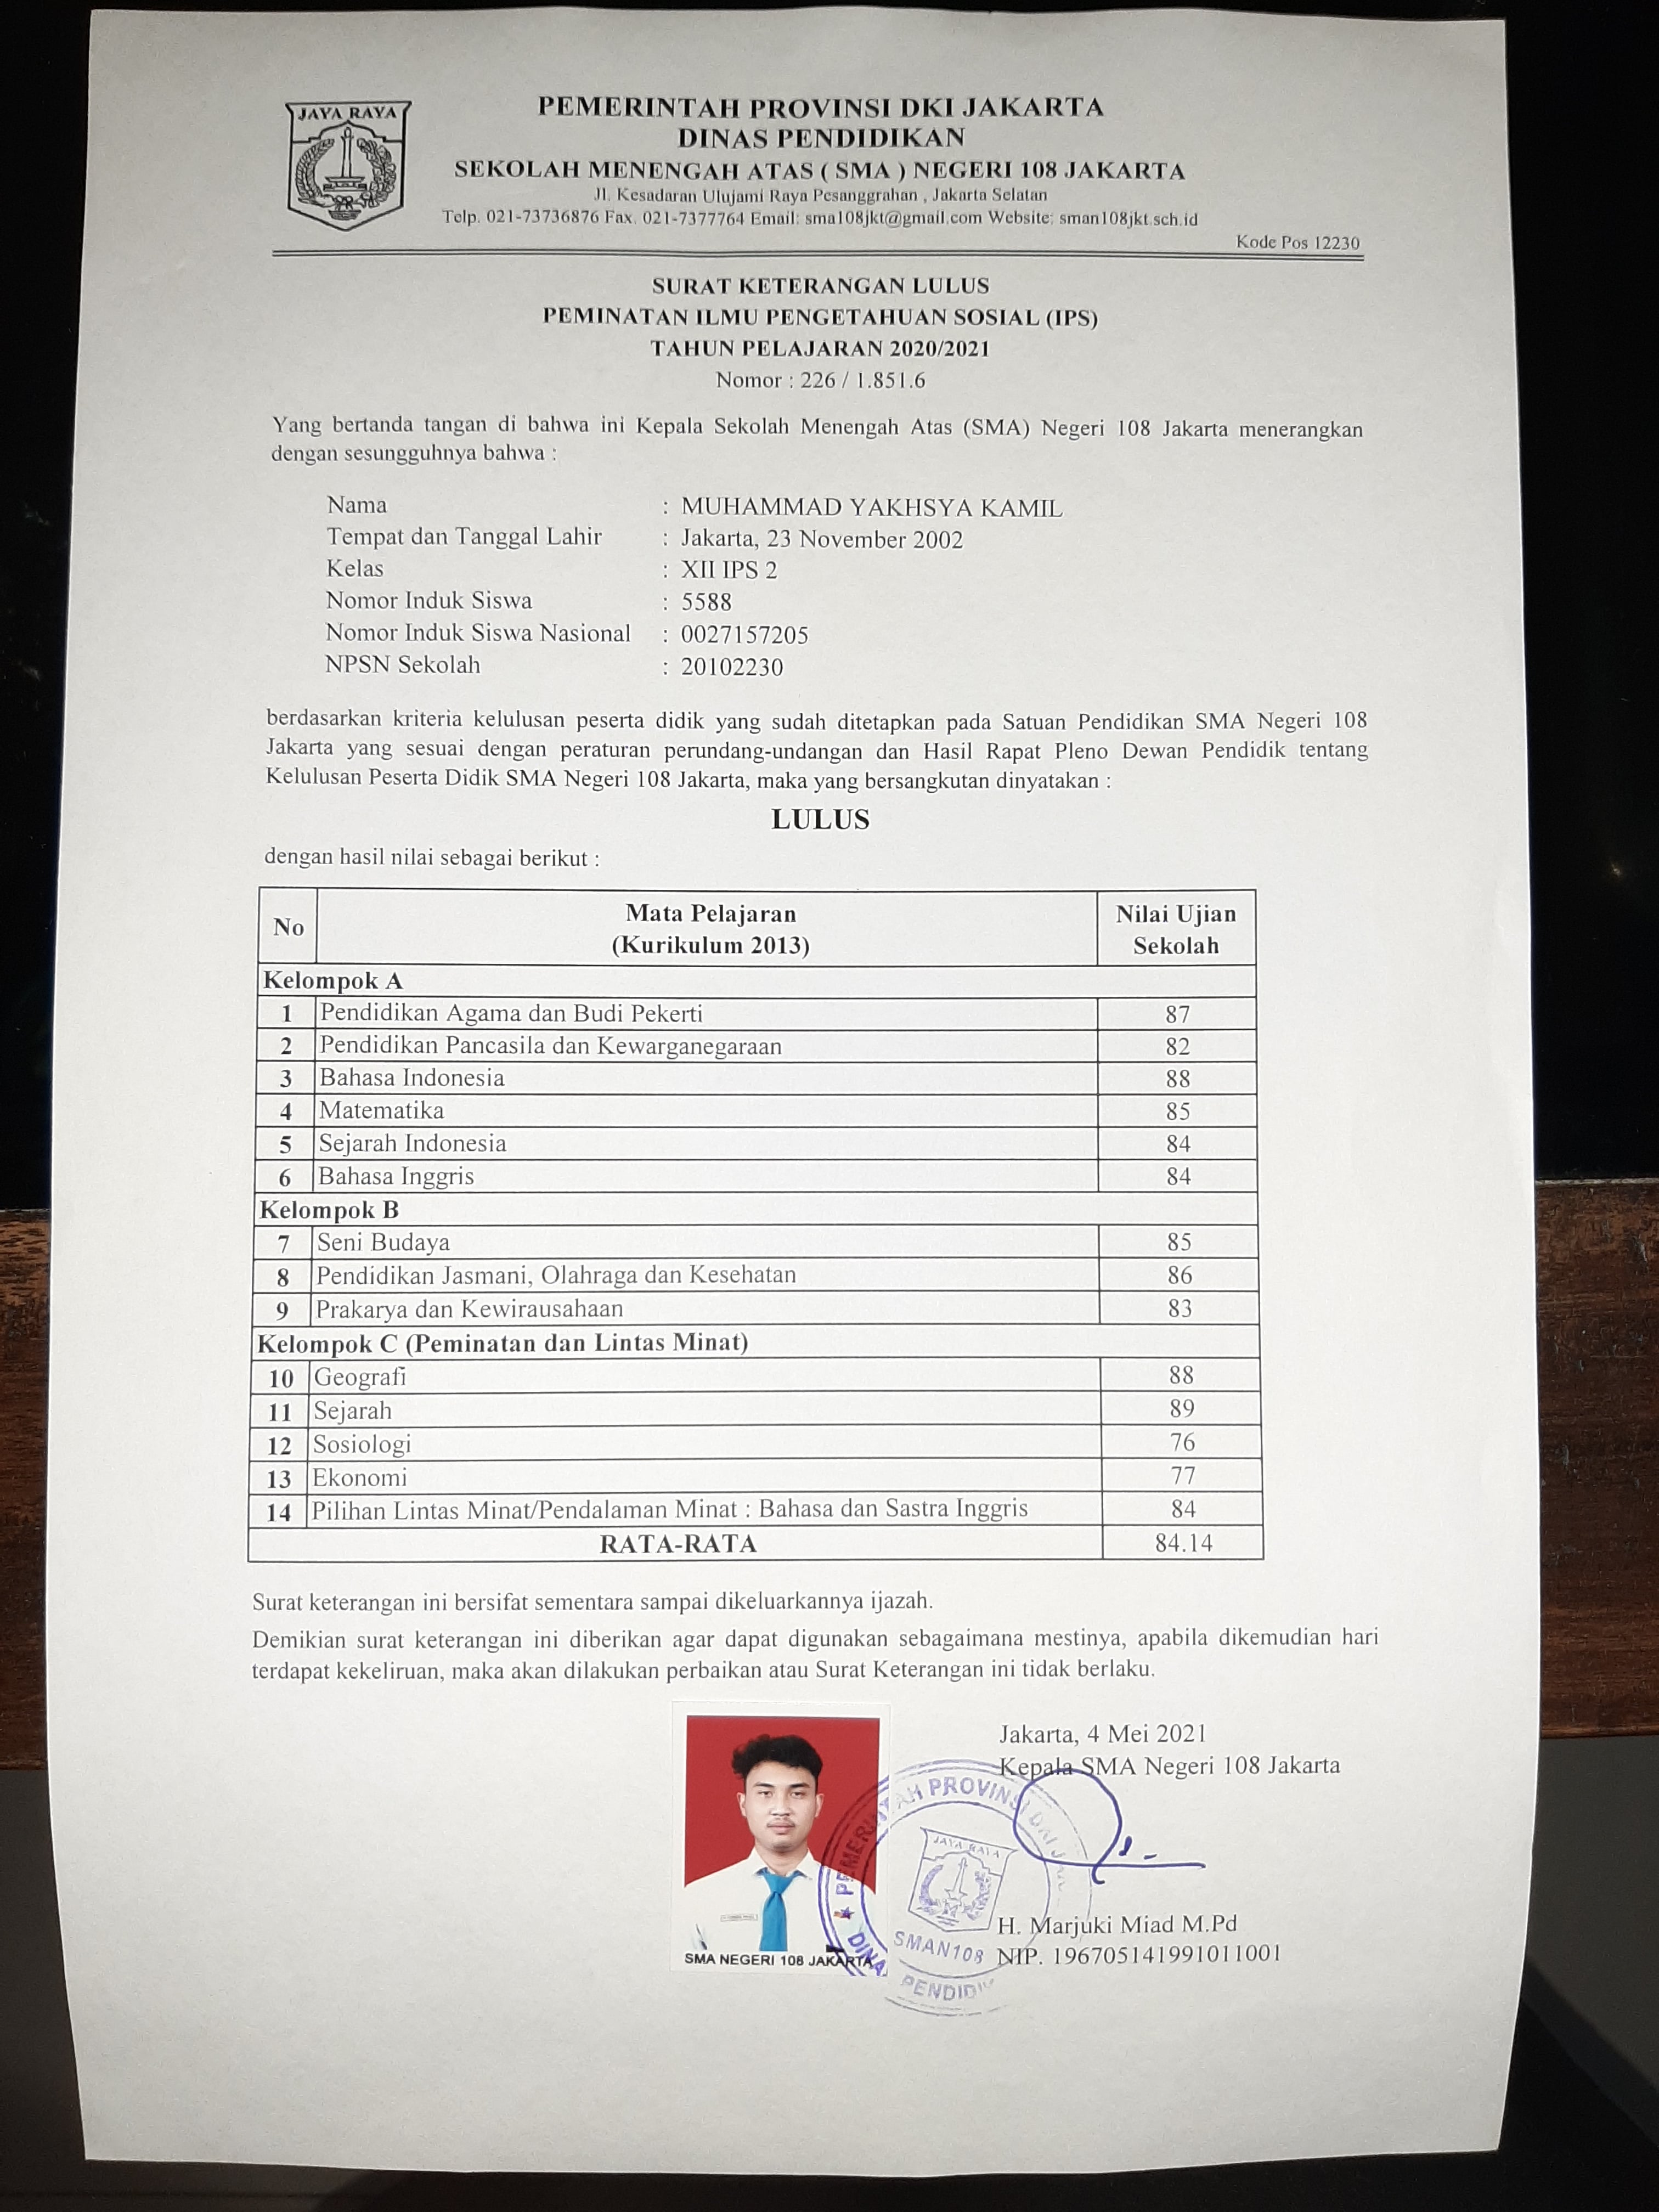 JAYA RAYA
PEMERINTAH PROVINSI DKI JAKARTA
DINAS PENDIDIKAN
SEKOLAH MENENGAH ATAS ( SMA ) NEGERI 108 JAKARTA
Jl. Kesadaran Ulujami Raya Pesanggrahan , Jakarta Selatan
Telp. 021-73736876 Fax. 021-7377764 Email: sma108jkt@gmail.com Website: sman108jkt.sch.id
Kode Pos 12230
SURAT KETERANGAN LULUS
PEMINATAN ILMU PENGETAHUAN SOSIAL (IPS)
TAHUN PELAJARAN 2020/2021
Nomor : 226 / 1.851.6
Yang bertanda tangan di bahwa ini Kepala Sekolah Menengah Atas (SMA) Negeri 108 Jakarta menerangkan
dengan sesungguhnya bahwa :
Nama : MUHAMMAD YAKHSYA KAMIL
Tempat dan Tanggal Lahir : Jakarta, 23 November 2002
Kelas : XII IPS 2
Nomor Induk Siswa : 5588
Nomor Induk Siswa Nasional : 0027157205
NPSN Sekolah : 20102230
berdasarkan kriteria kelulusan peserta didik yang sudah ditetapkan pada Satuan Pendidikan SMA Negeri 108
Jakarta yang sesuai dengan peraturan perundang-undangan dan Hasil Rapat Pleno Dewan Pendidik tentang
Kelulusan Peserta Didik SMA Negeri 108 Jakarta, maka yang bersangkutan dinyatakan :
LULUS
dengan hasil nilai sebagai berikut :
No Mata Pelajaran (Kurikulum 2013) Nilai Ujian Sekolah
Kelompok A
1 Pendidikan Agama dan Budi Pekerti 87
2 Pendidikan Pancasila dan Kewarganegaraan 82
3 Bahasa Indonesia 88
4 Matematika 85
5 Sejarah Indonesia 84
6 Bahasa Inggris 84
Kelompok B
7 Seni Budaya 85
8 Pendidikan Jasmani, Olahraga dan Kesehatan 86
9 Prakarya dan Kewirausahaan 83
Kelompok C (Peminatan dan Lintas Minat)
10 Geografi 88
11 Sejarah 89
12 Sosiologi 76
13 Ekonomi 77
14 Pilihan Lintas Minat/Pendalaman Minat : Bahasa dan Sastra Inggris 84
RATA-RATA 84.14
Surat keterangan ini bersifat sementara sampai dikeluarkannya ijazah.
Demikian surat keterangan ini diberikan agar dapat digunakan sebagaimana mestinya, apabila dikemudian hari
terdapat kekeliruan, maka akan dilakukan perbaikan atau Surat Keterangan ini tidak berlaku.
Jakarta, 4 Mei 2021
Kepala SMA Negeri 108 Jakarta
PEMERINTAH PROVINSI DKI
JAYA RAYA
SMAN108
H. Marjuki Miad M.Pd
NIP. 196705141991011001
SMA NEGERI 108 JAKARTA